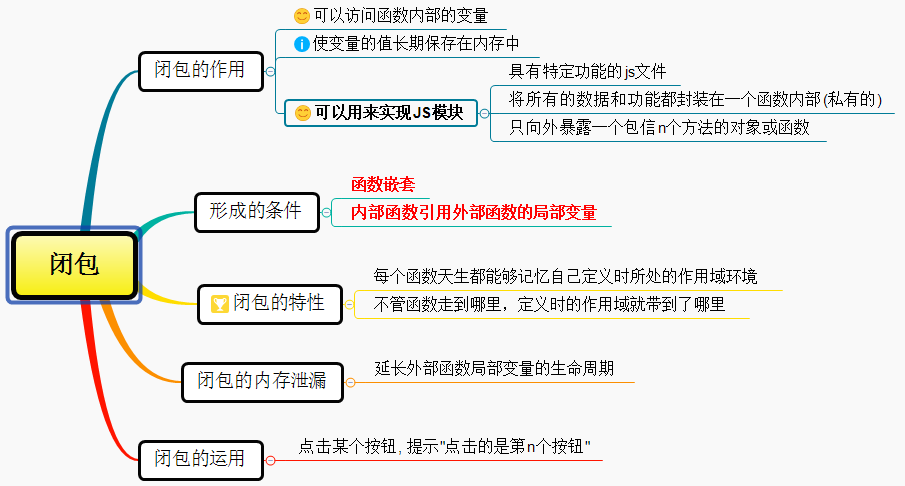 可以访问函数内部的变量
使变量的值长期保存在内存中
闭包的作用
具有特定功能的js文件
将所有的数据和功能都封装在一个函数内部(私有的)
可以用来实现JS模块
只向外暴露一个包信n个方法的对象或函数
函数嵌套
形成的条件
内部函数引用外部函数的局部变量
闭包
每个函数天生都能够记忆自己定义时所处的作用域环境
闭包的特性
不管函数走到哪里，定义时的作用域就带到了哪里
闭包的内存泄漏
延长外部函数局部变量的生命周期
闭包的运用
点击某个按钮, 提示"点击的是第n个按钮"